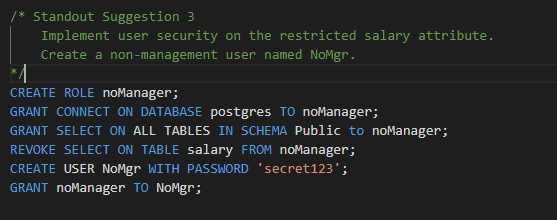 /* Standout Suggestion 3
Implement user security on the restricted salary attribute.
Create a non-management user named NoMgr.
*/
CREATE ROLE noManager;
GRANT CONNECT ON DATABASE postgres TO noManager;
GRANT SELECT ON ALL TABLES IN SCHEMA Public to noManager;
REVOKE SELECT ON TABLE salary FROM noManager;
CREATE USER NoMgr WITH PASSWORD 'secret123';
GRANT noManager TO NoMgr;